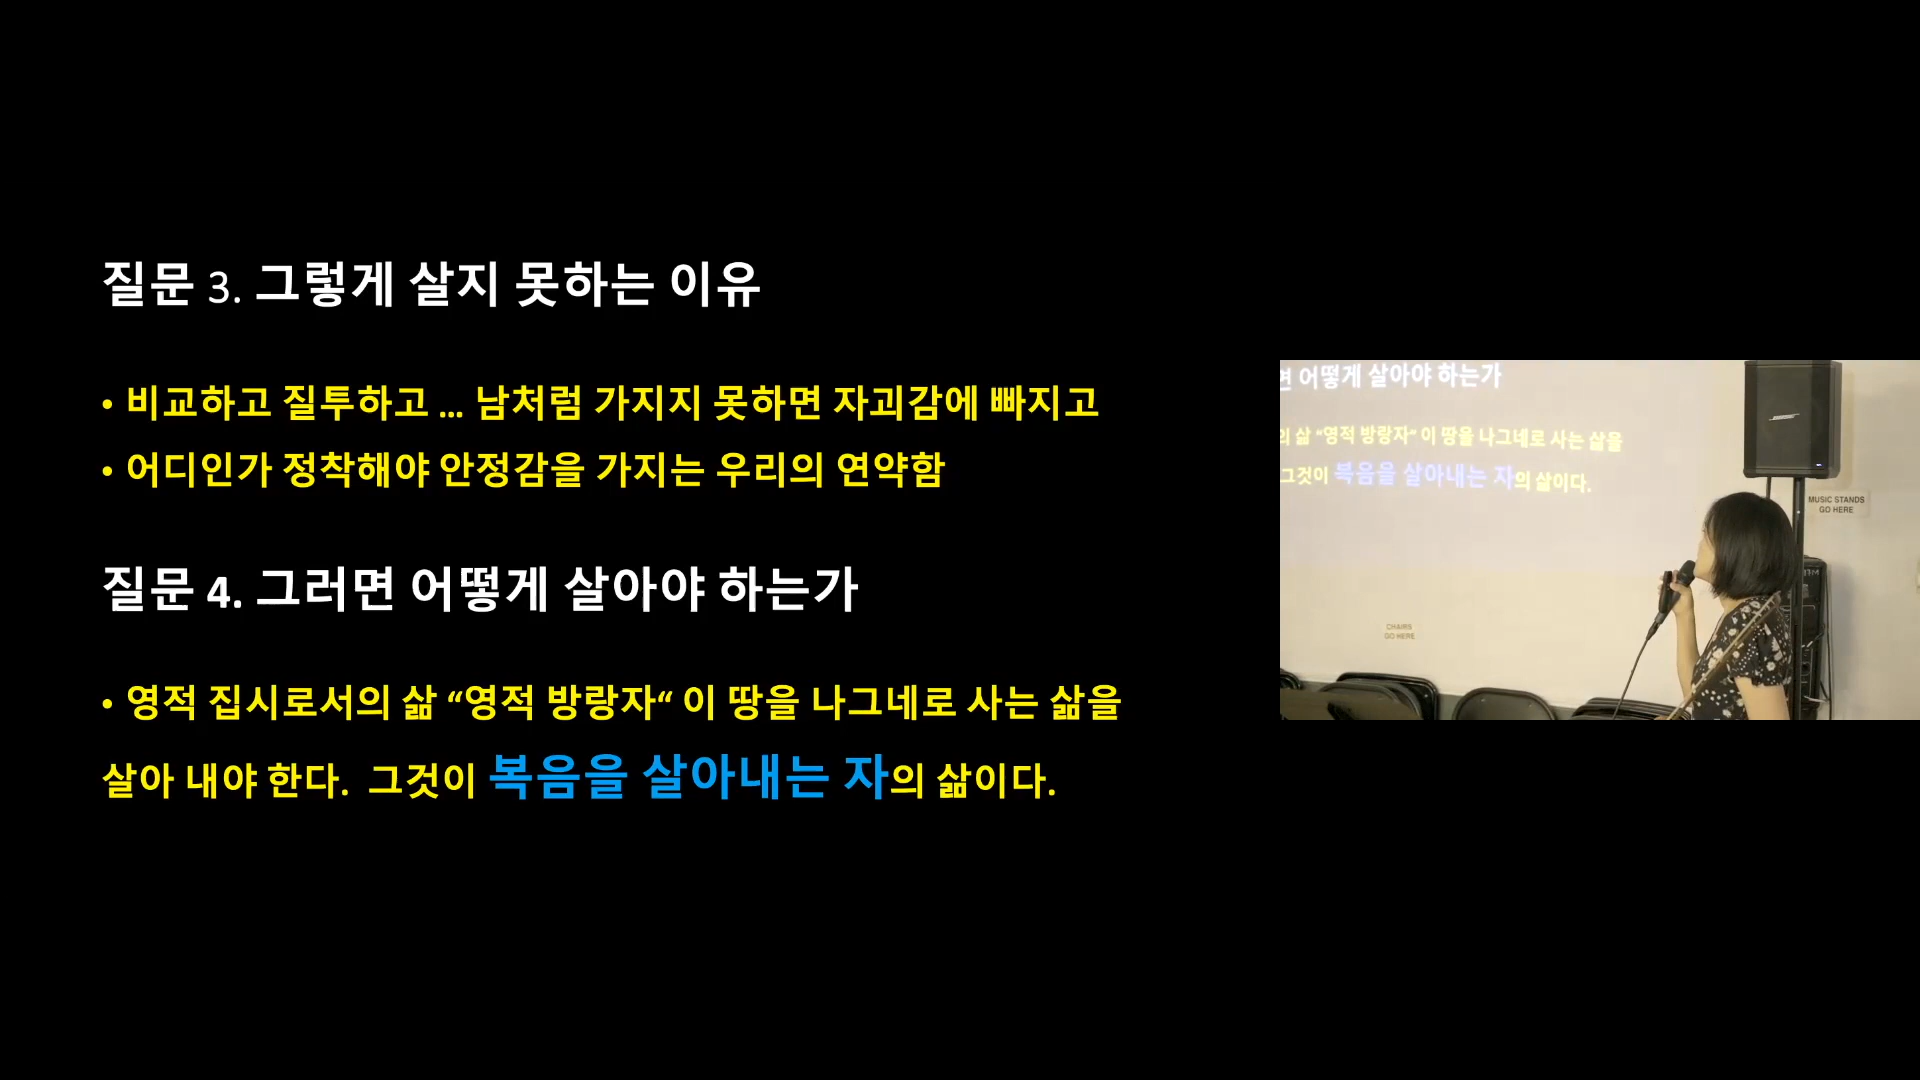 질문 3. 그렇게 살지 못하는 이유
• 비교하고 질투하고 ... 남처럼 가지지 못하면 자괴감에 빠지고
• 어디인가 정착해야 안정감을 가지는 우리의 연약함
질문 4. 그러면 어떻게 살아야 하는가
• 영적 집시로서의 삶 “영적 방랑자“ 이 땅을 나그네로 사는 삶을
살아 내야 한다. 그것이 복음을 살아내는 자의 삶이다.
면 어떻게 살아야 하는가
의 삶 “영적 방랑자“ 이 땅을 나그네로 사는 삶을
그것이 복음을 살아내는 자의 삶이다.
MUSIC STANDS
GO HERE
CHAIRS
GO HERE